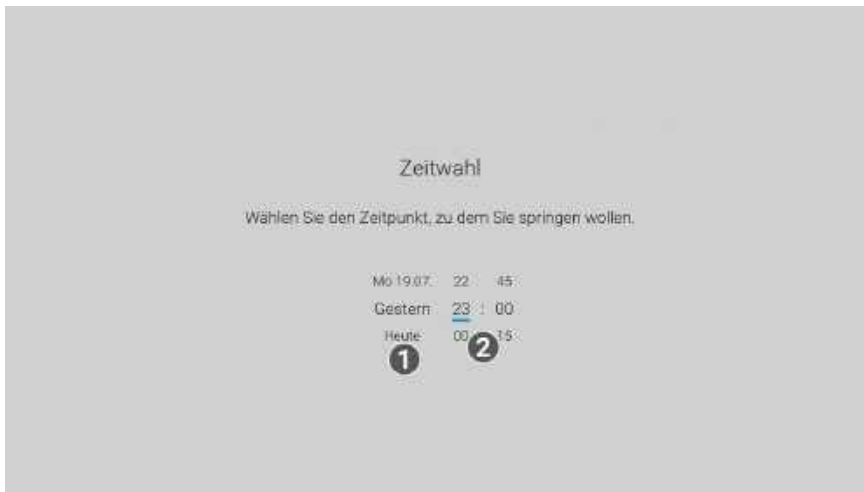 Zeitwahl
Wählen Sie den Zeitpunkt, zu dem Sie springen wollen.
Mo 19.07. 22 45
Gestern 23 : 00
Heute 00 15
1 2